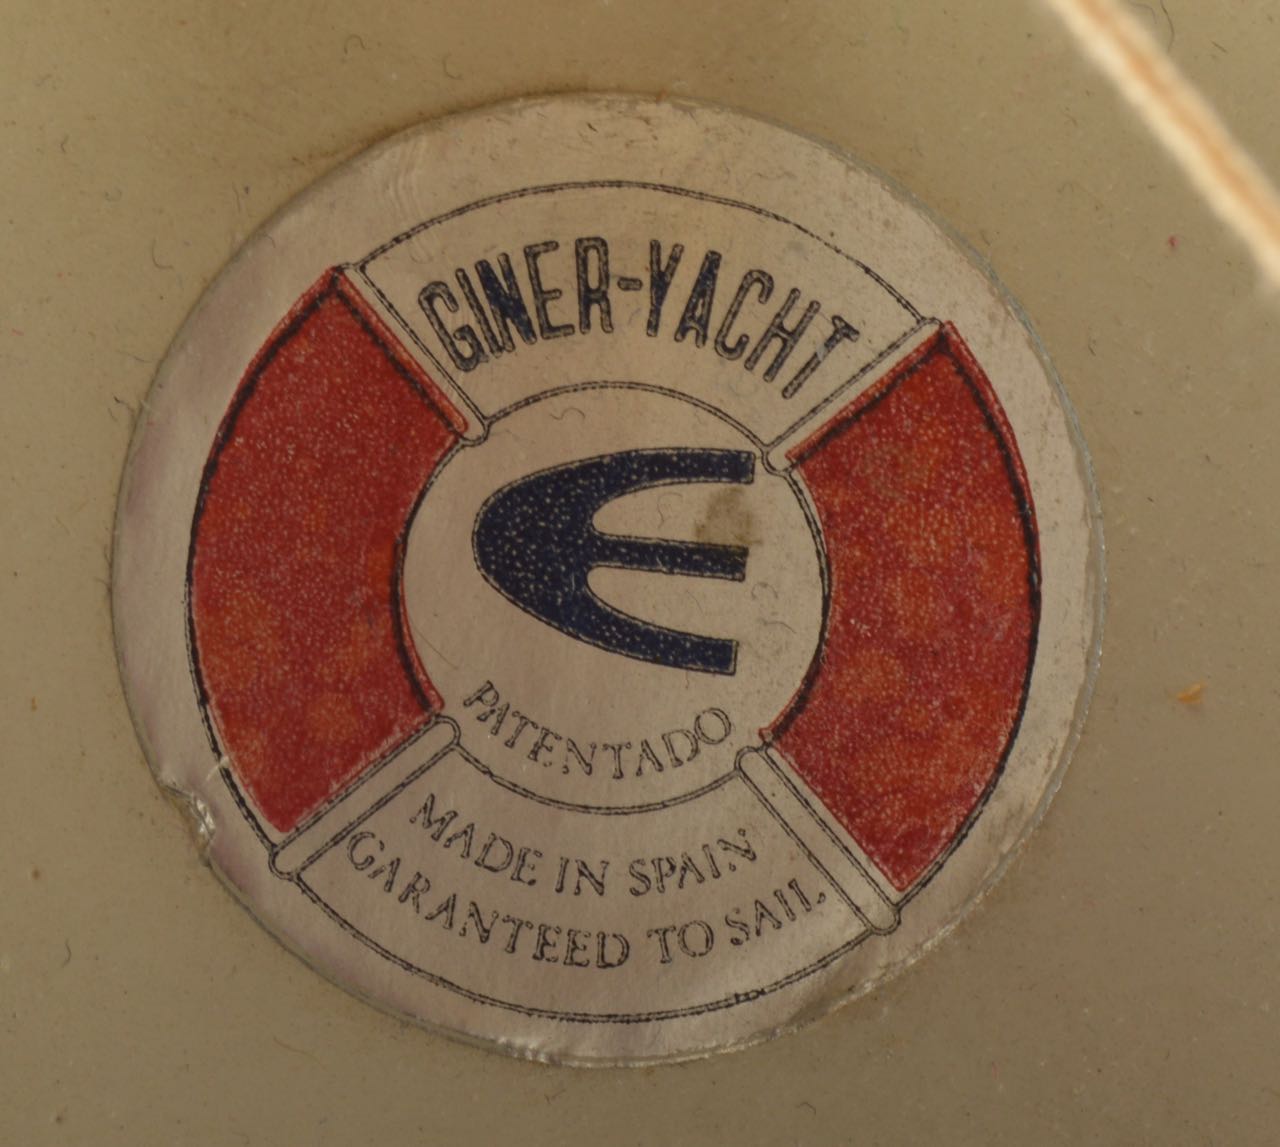 GINER-YACHT
E
PATENTADO
MADE IN SPAIN
GARANTEED TO SAIL